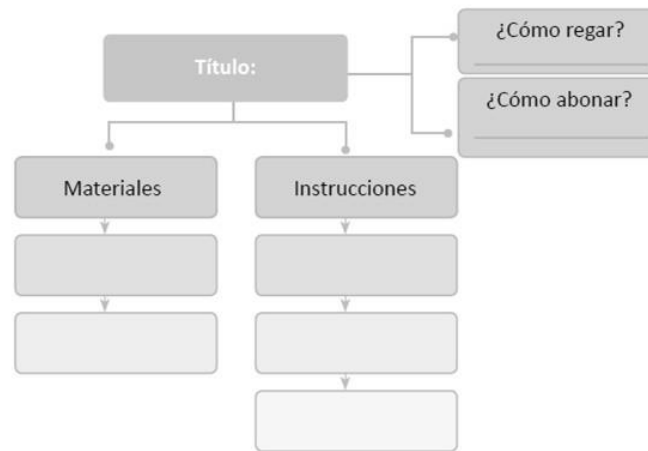 ¿Cómo regar?
Título:
¿Cómo abonar?
Materiales
Instrucciones